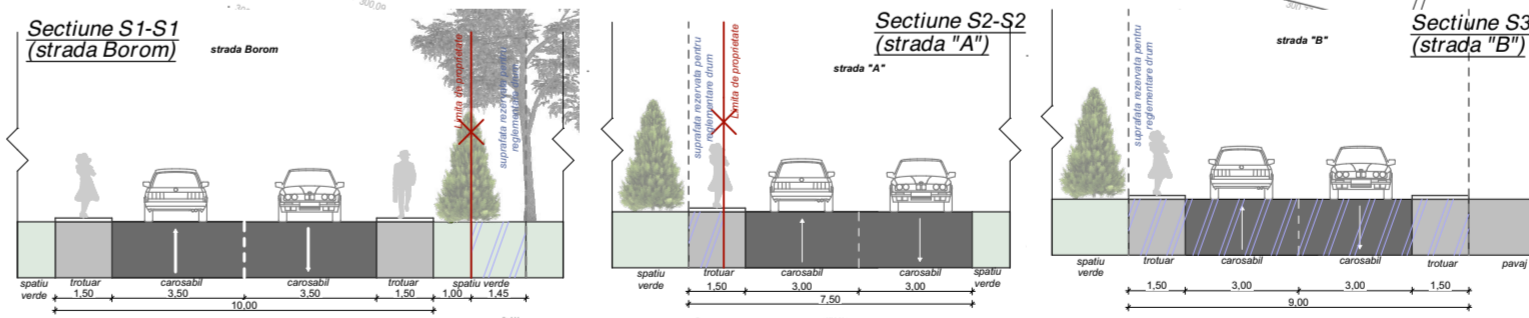 300,09
Sectiune S1-S1
(strada Borom)
strada Borom
Limita de proprietate
suprafata rezervata pentru
reglementare drum
spatiu
verde
trotuar
carosabil
carosabil
trotuar
spatiu verde
1,50
3,50
3,50
1,50
1,00
1,45
10,00
Sectiune S2-S2
(strada "A")
strada "A"
suprafata rezervata pentru
reglementare drum
Limita de proprietate
spatiu
verde
trotuar
carosabil
carosabil
spatiu
verde
1,50
3,00
3,00
7,50
Sectiune S3
(strada "B")
strada "B"
suprafata rezervata pentru
reglementare drum
spatiu
verde
trotuar
carosabil
carosabil
trotuar
pavaj
1,50
3,00
3,00
1,50
9,00